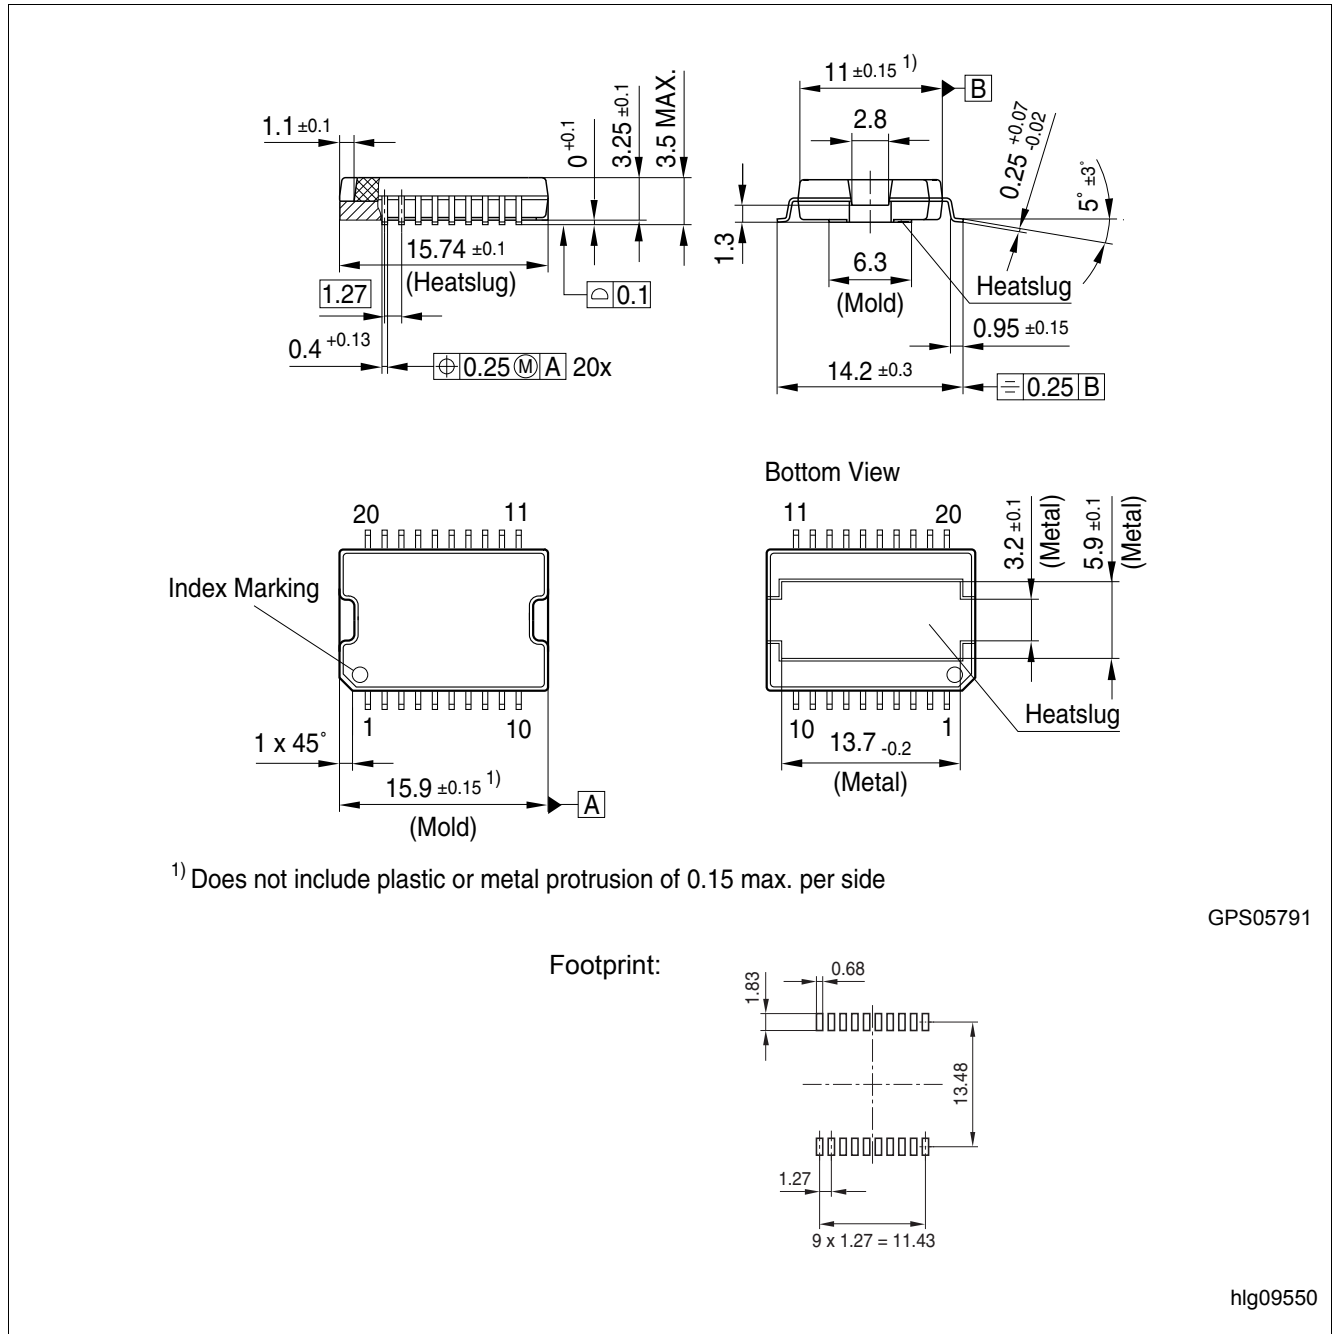 1.1 ±0.1
0 +0.1
3.25 ±0.1
3.5 MAX.
15.74 ±0.1
(Heatslug)
1.27
0.1
0.4 +0.13
⌖ 0.25 Ⓜ A 20x
11 ±0.15 1)
B
2.8
0.25 +0.07 -0.02
5° ±3°
1.3
6.3
(Mold)
Heatslug
0.95 ±0.15
14.2 ±0.3
⌯ 0.25 B
20 11
Index Marking
1 10
1 x 45°
15.9 ±0.15 1)
(Mold)
A
Bottom View
11 20
3.2 ±0.1
(Metal)
5.9 ±0.1
(Metal)
10 1
Heatslug
13.7 -0.2
(Metal)
1) Does not include plastic or metal protrusion of 0.15 max. per side
GPS05791
Footprint:
1.83
0.68
13.48
1.27
9 x 1.27 = 11.43
hlg09550